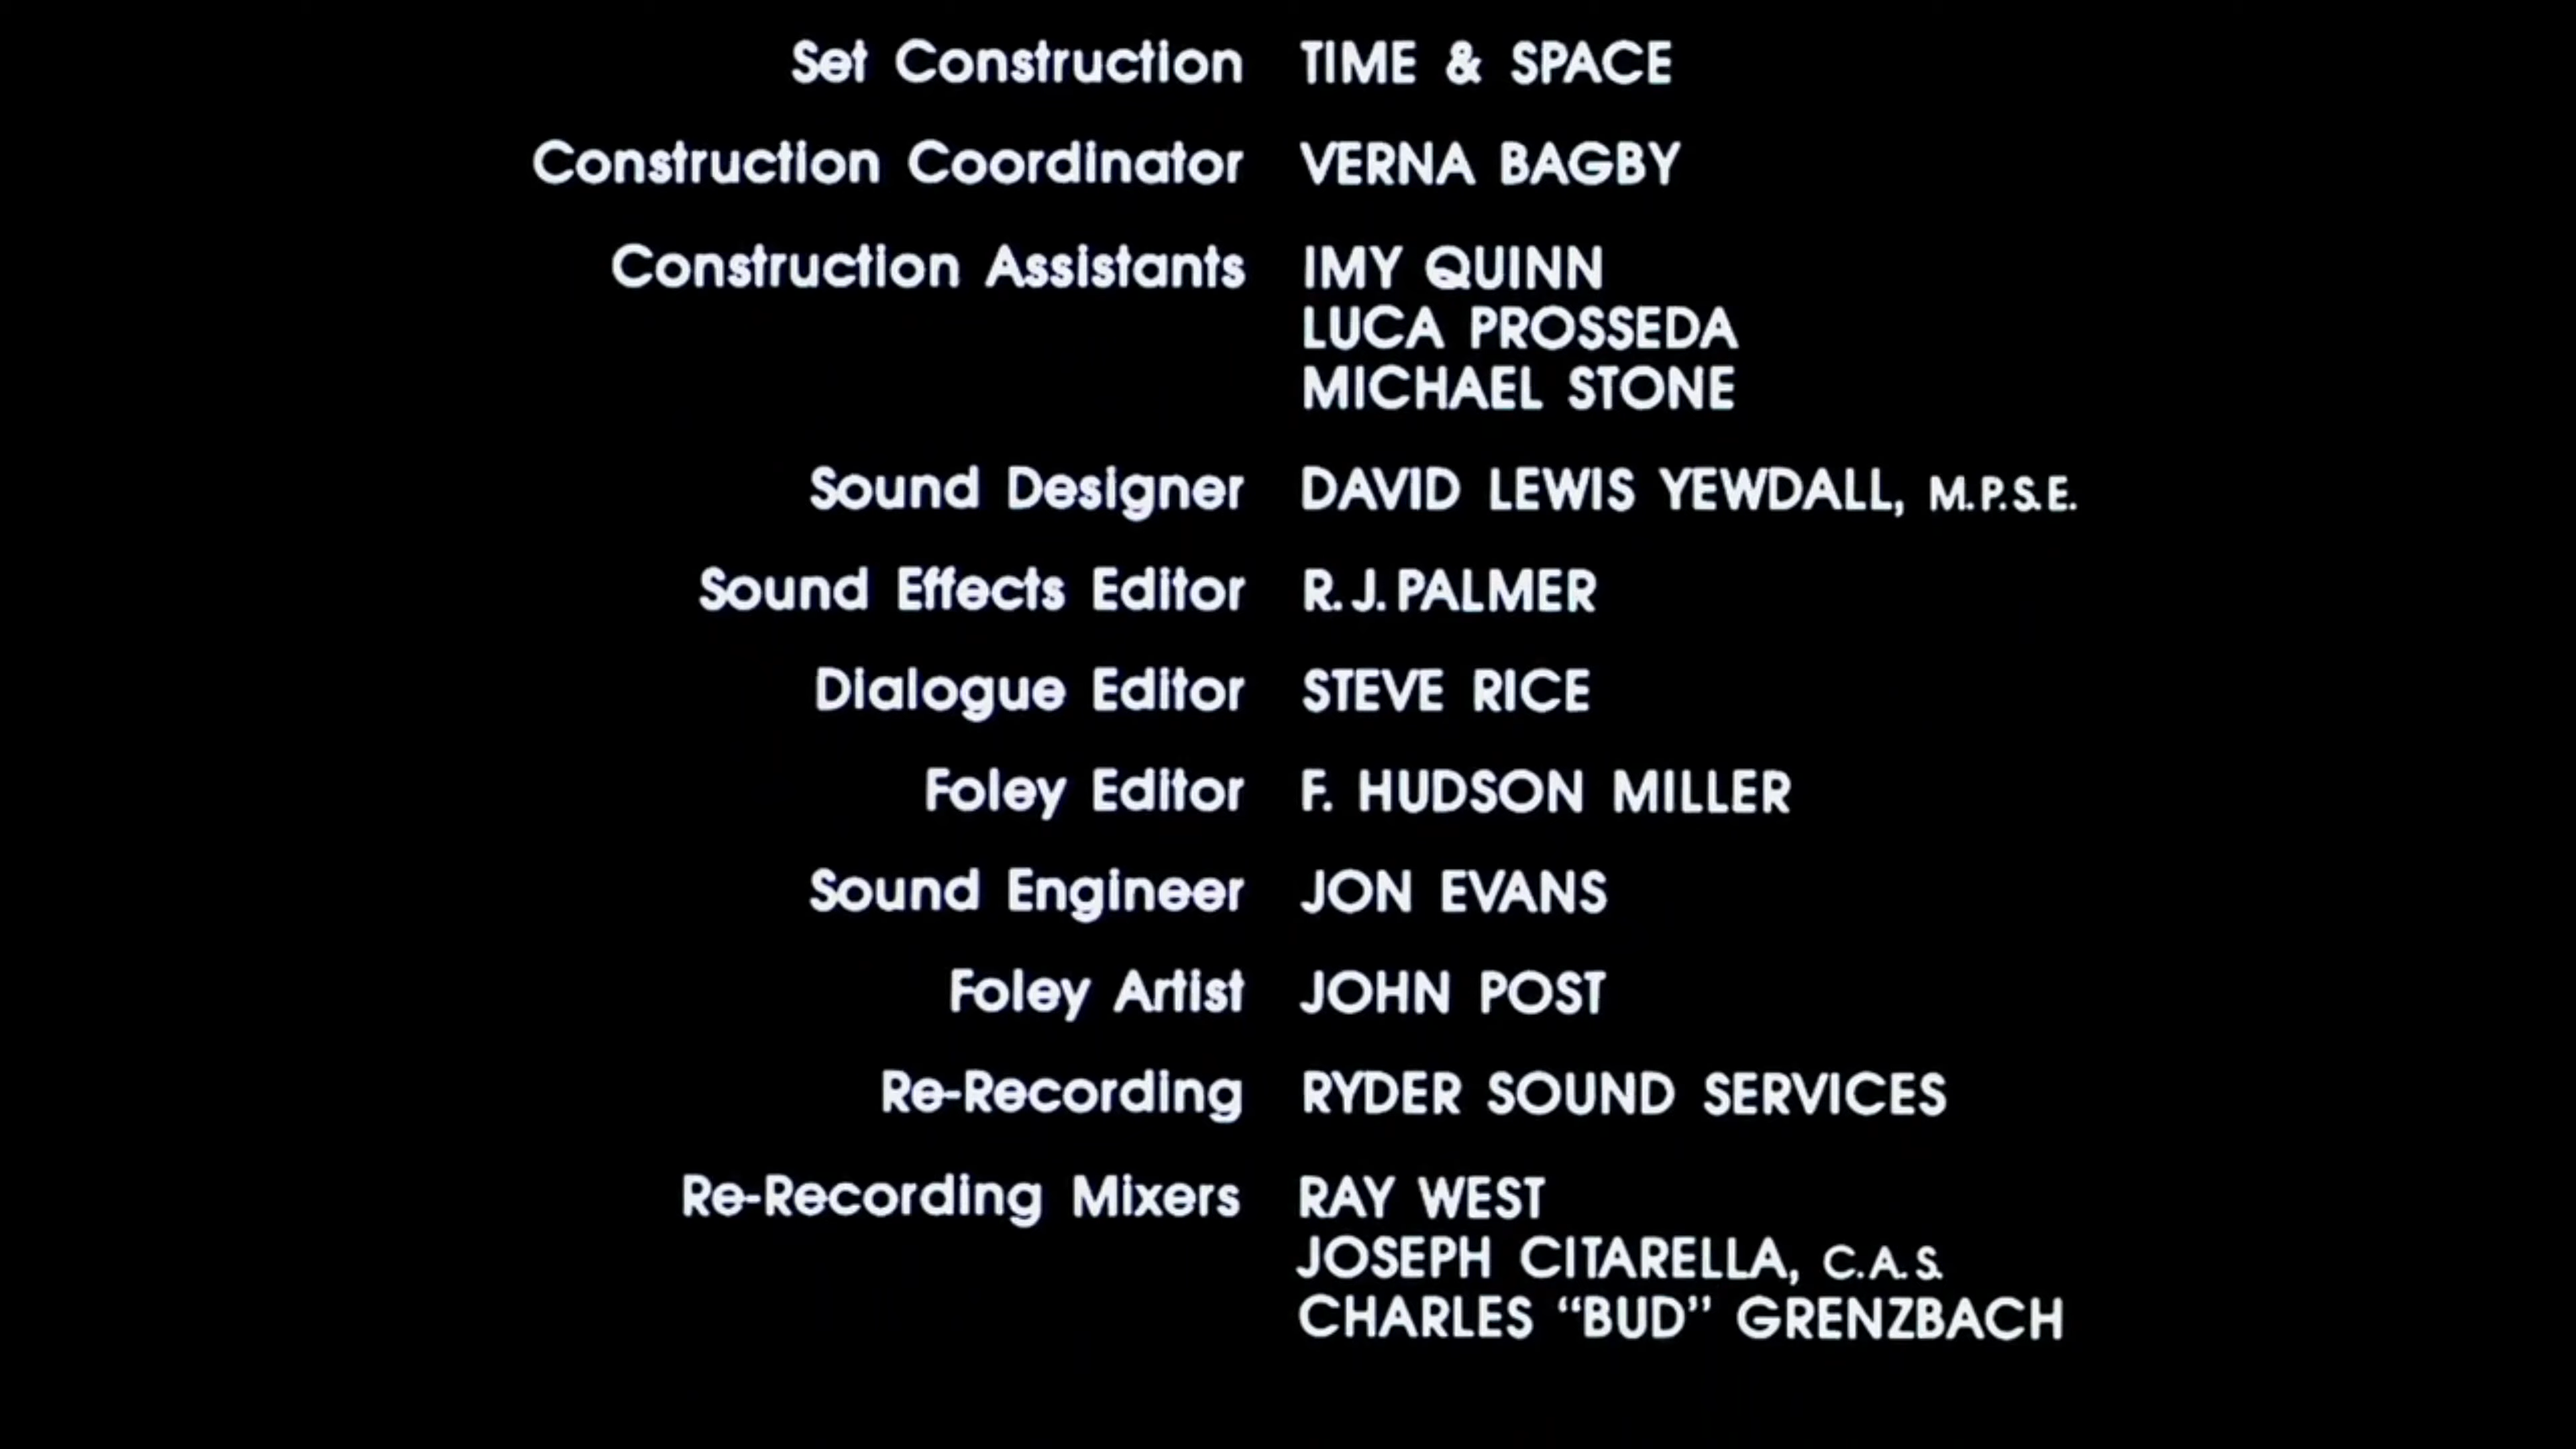 Set Construction TIME & SPACE
Construction Coordinator VERNA BAGBY
Construction Assistants IMY QUINN
LUCA PROSSEDA
MICHAEL STONE
Sound Designer DAVID LEWIS YEWDALL, M.P.S.E.
Sound Effects Editor R.J. PALMER
Dialogue Editor STEVE RICE
Foley Editor F. HUDSON MILLER
Sound Engineer JON EVANS
Foley Artist JOHN POST
Re-Recording RYDER SOUND SERVICES
Re-Recording Mixers RAY WEST
JOSEPH CITARELLA, C.A.S.
CHARLES “BUD” GRENZBACH